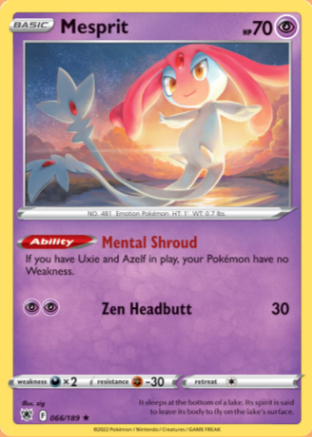 BASIC Mesprit HP70
NO. 481 Emotion Pokémon HT. 1' WT. 0.7 lbs.
Ability Mental Shroud
If you have Uxie and Azelf in play, your Pokémon have no
Weakness.
Zen Headbutt 30
weakness ×2 resistance -30 retreat
Illus. zig
F 066/189 ★
It sleeps at the bottom of a lake. Its spirit is said
to leave its body to fly on the lake's surface.
©2022 Pokémon / Nintendo / Creatures / GAME FREAK